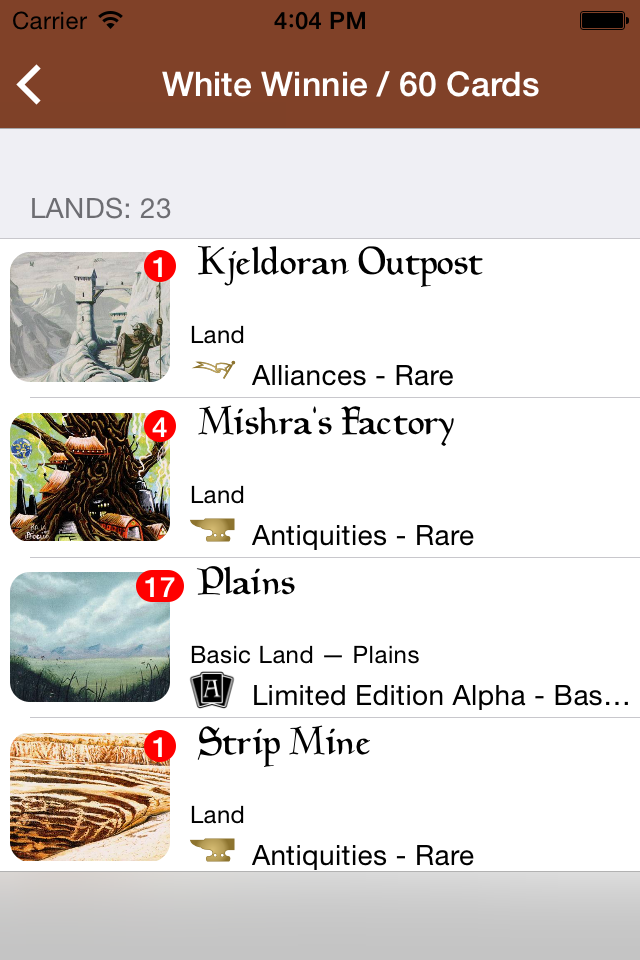 Carrier 4:04 PM
White Winnie / 60 Cards
LANDS: 23
1 Kjeldoran Outpost
Land
Alliances - Rare
4 Mishra's Factory
Land
Antiquities - Rare
17 Plains
Basic Land — Plains
A Limited Edition Alpha - Bas...
1 Strip Mine
Land
Antiquities - Rare